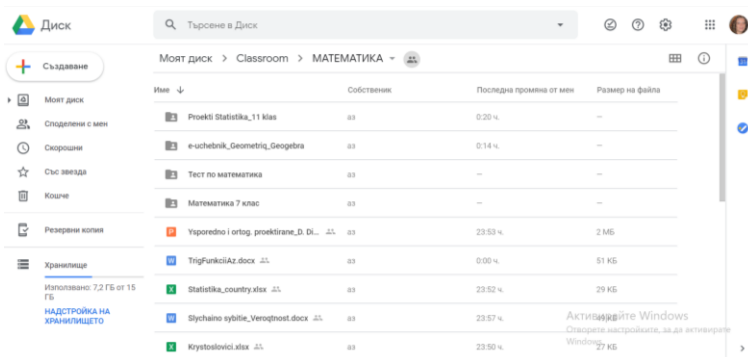 Диск
Търсене в Диск
Създаване
Моят диск > Classroom > МАТЕМАТИКА
Име Собственик Последна промяна от мен Размер на файла
Моят диск
Споделени с мен
Скорошни
Със звезда
Кошче
Резервни копия
Хранилище
Използвано: 7,2 ГБ от 15 ГБ
НАДСТРОЙКА НА ХРАНИЛИЩЕТО
Proekti Statistika_11 klas аз 0:20 ч. –
e-uchebnik_Geometriq_Geogebra аз 0:14 ч. –
Тест по математика аз – –
Математика 7 клас аз – –
Ysporedno i ortog. proektirane_D. Di... аз 23:53 ч. 2 МБ
TrigFunkciiAz.docx аз 0:00 ч. 51 КБ
Statistika_country.xlsx аз 23:52 ч. 29 КБ
Slychaino sybitie_Veroqtnost.docx аз 23:57 ч.
Krystoslovici.xlsx аз 23:50 ч. 27 КБ
Активирайте Windows
Отворете настройките, за да активирате
Windows.